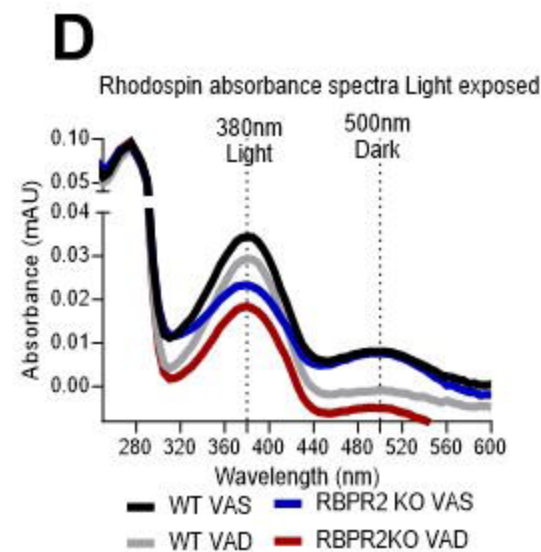 D
Rhodospin absorbance spectra Light exposed
380nm
Light
500nm
Dark
Absorbance (mAU)
0.10
0.05
0.04
0.03
0.02
0.01
0.00
280 320 360 400 440 480 520 560 600
Wavelength (nm)
WT VAS RBPR2 KO VAS
WT VAD RBPR2KO VAD